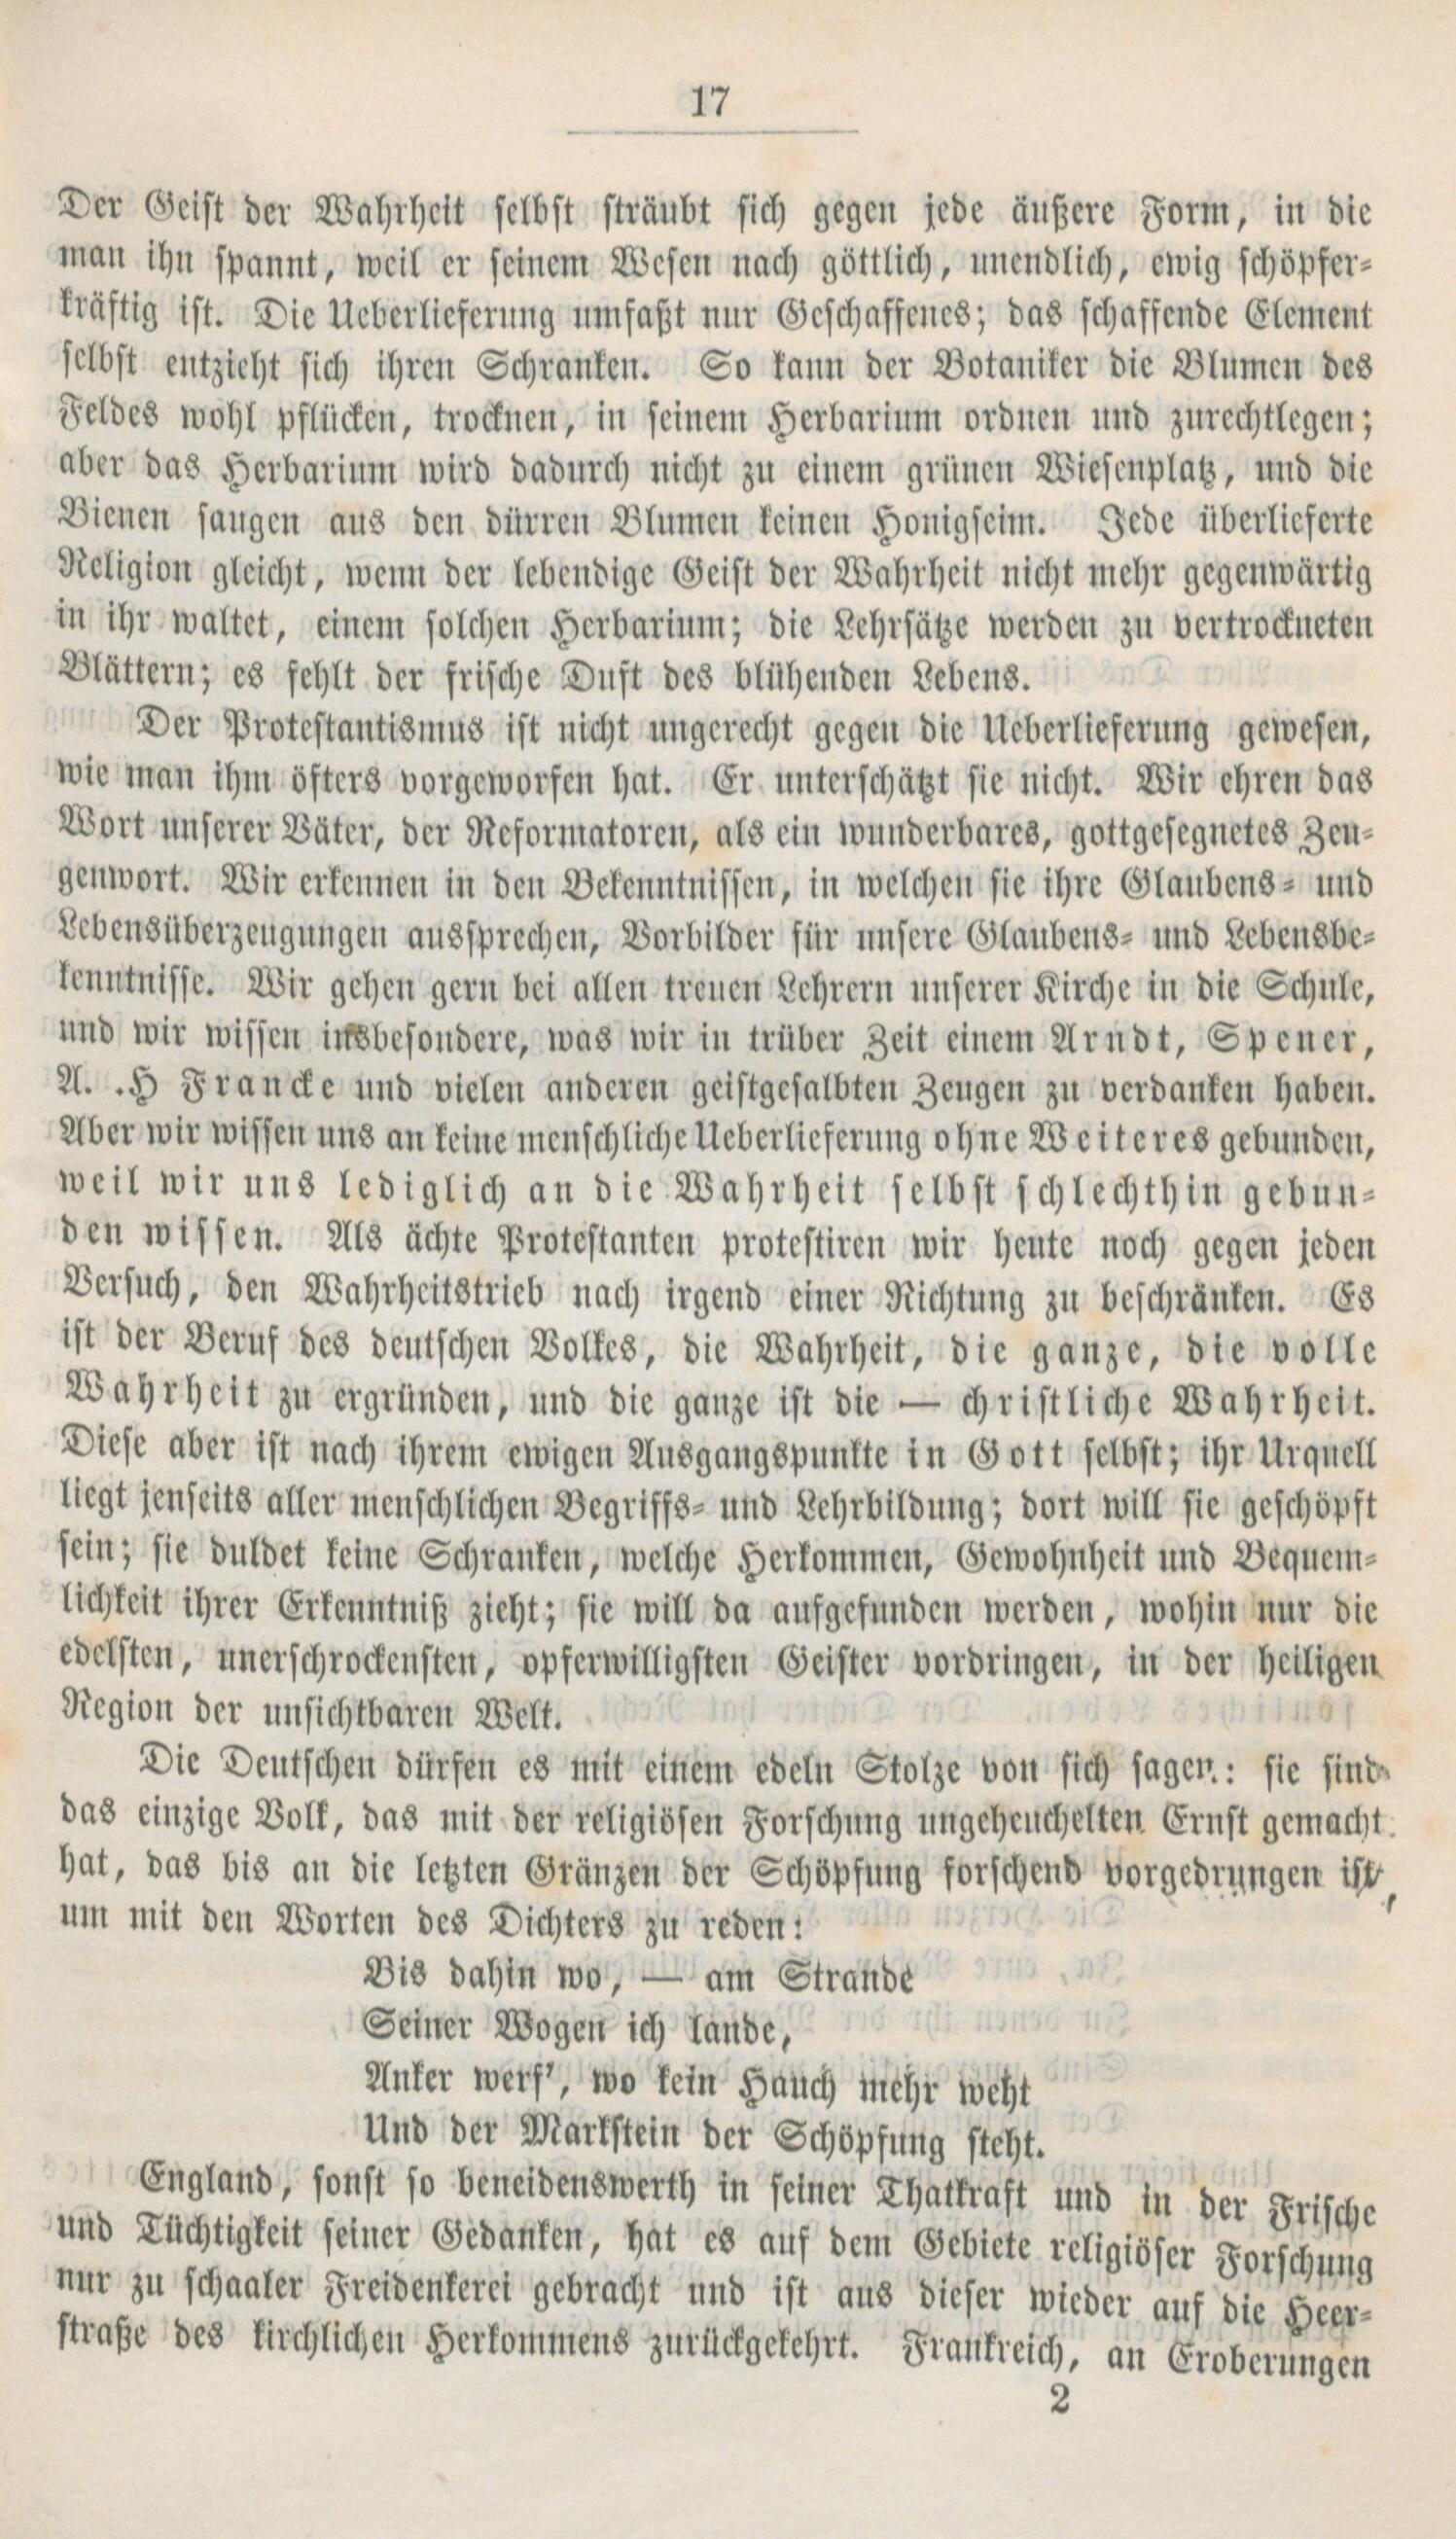 17
Der Geist der Wahrheit selbst sträubt sich gegen jede äußere Form, in die
man ihn spannt, weil er seinem Wesen nach göttlich, unendlich, ewig schöpfer-
kräftig ist. Die Ueberlieferung umfaßt nur Geschaffenes; das schaffende Element
selbst entzieht sich ihren Schranken. So kann der Botaniker die Blumen des
Feldes wohl pflücken, trocknen, in seinem Herbarium ordnen und zurechtlegen;
aber das Herbarium wird dadurch nicht zu einem grünen Wiesenplatz, und die
Bienen saugen aus den dürren Blumen keinen Honigseim. Jede überlieferte
Religion gleicht, wenn der lebendige Geist der Wahrheit nicht mehr gegenwärtig
in ihr waltet, einem solchen Herbarium; die Lehrsätze werden zu vertrockneten
Blättern; es fehlt der frische Duft des blühenden Lebens.
Der Protestantismus ist nicht ungerecht gegen die Ueberlieferung gewesen,
wie man ihm öfters vorgeworfen hat. Er unterschätzt sie nicht. Wir ehren das
Wort unserer Väter, der Reformatoren, als ein wunderbares, gottgesegnetes Zeu-
genwort. Wir erkennen in den Bekenntnissen, in welchen sie ihre Glaubens- und
Lebensüberzeugungen aussprechen, Vorbilder für unsere Glaubens- und Lebensbe-
kenntnisse. Wir gehen gern bei allen treuen Lehrern unserer Kirche in die Schule,
und wir wissen insbesondere, was wir in trüber Zeit einem Arndt, Spener,
A. .H Francke und vielen anderen geistgesalbten Zeugen zu verdanken haben.
Aber wir wissen uns an keine menschliche Ueberlieferung ohne Weiteres gebunden,
weil wir uns lediglich an die Wahrheit selbst schlechthin gebun-
den wissen. Als ächte Protestanten protestiren wir heute noch gegen jeden
Versuch, den Wahrheitstrieb nach irgend einer Richtung zu beschränken. Es
ist der Beruf des deutschen Volkes, die Wahrheit, die ganze, die volle
Wahrheit zu ergründen, und die ganze ist die — christliche Wahrheit.
Diese aber ist nach ihrem ewigen Ausgangspunkte in Gott selbst; ihr Urquell
liegt jenseits aller menschlichen Begriffs- und Lehrbildung; dort will sie geschöpft
sein; sie duldet keine Schranken, welche Herkommen, Gewohnheit und Bequem-
lichkeit ihrer Erkenntniß zieht; sie will da aufgefunden werden, wohin nur die
edelsten, unerschrockensten, opferwilligsten Geister vordringen, in der heiligen
Region der unsichtbaren Welt.
Die Deutschen dürfen es mit einem edeln Stolze von sich sagen: sie sind
das einzige Volk, das mit der religiösen Forschung ungeheuchelten Ernst gemacht
hat, das bis an die letzten Gränzen der Schöpfung forschend vorgedrungen ist,
um mit den Worten des Dichters zu reden:
Bis dahin wo, — am Strande
Seiner Wogen ich lande,
Anker werf', wo kein Hauch mehr weht
Und der Markstein der Schöpfung steht.
England, sonst so beneidenswerth in seiner Thatkraft und in der Frische
und Tüchtigkeit seiner Gedanken, hat es auf dem Gebiete religiöser Forschung
nur zu schaaler Freidenkerei gebracht und ist aus dieser wieder auf die Heer-
straße des kirchlichen Herkommens zurückgekehrt. Frankreich, an Eroberungen
2